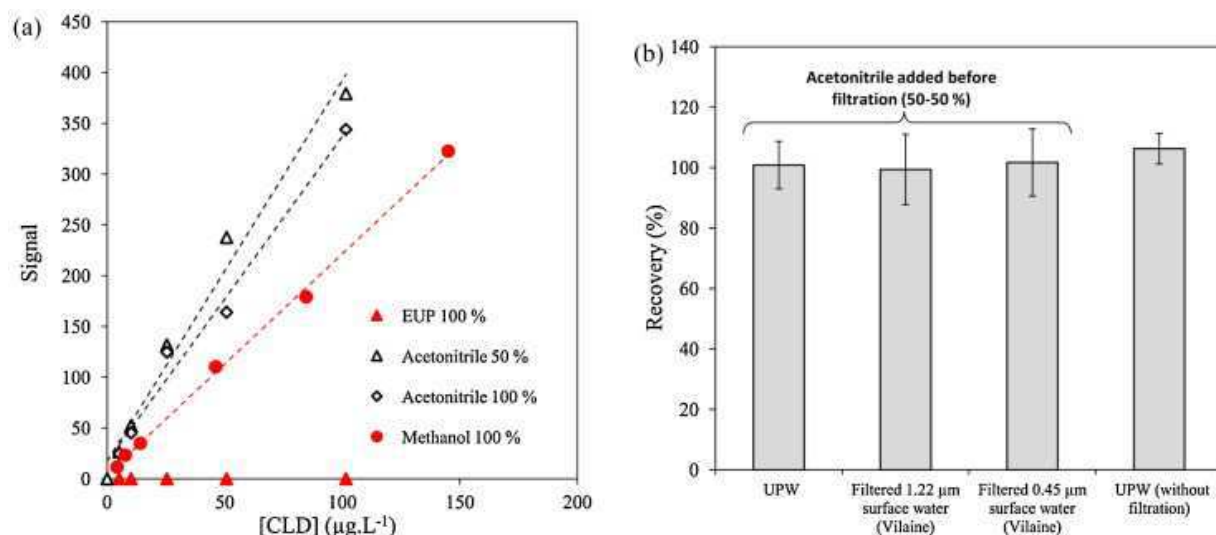 (a)
450
400
350
300
250
200
150
100
50
0
Signal
EUP 100 %
Acetonitrile 50 %
Acetonitrile 100 %
Methanol 100 %
0
50
100
150
200
[CLD] (µg.L⁻¹)
(b)
140
120
100
80
60
40
20
0
Recovery (%)
Acetonitrile added before
filtration (50-50 %)
UPW
Filtered 1.22 µm
surface water
(Vilaine)
Filtered 0.45 µm
surface water
(Vilaine)
UPW (without
filtration)